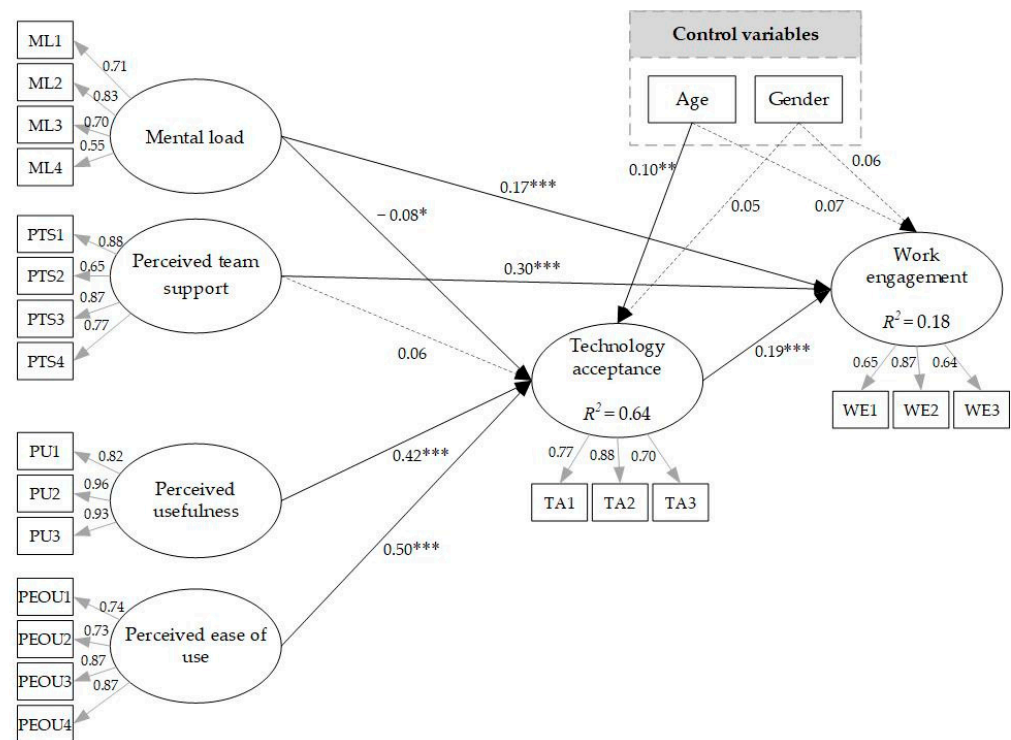 Control variables
Age
Gender
ML1
ML2
ML3
ML4
0.71
0.83
0.70
0.55
Mental load
PTS1
PTS2
PTS3
PTS4
0.88
0.65
0.87
0.77
Perceived team
support
PU1
PU2
PU3
0.82
0.96
0.93
Perceived
usefulness
PEOU1
PEOU2
PEOU3
PEOU4
0.74
0.73
0.87
0.87
Perceived ease of
use
0.17***
− 0.08*
0.30***
0.06
0.42***
0.50***
0.10**
0.05
0.07
0.06
Technology
acceptance
R² = 0.64
0.77
0.88
0.70
TA1
TA2
TA3
0.19***
Work
engagement
R² = 0.18
0.65
0.87
0.64
WE1
WE2
WE3